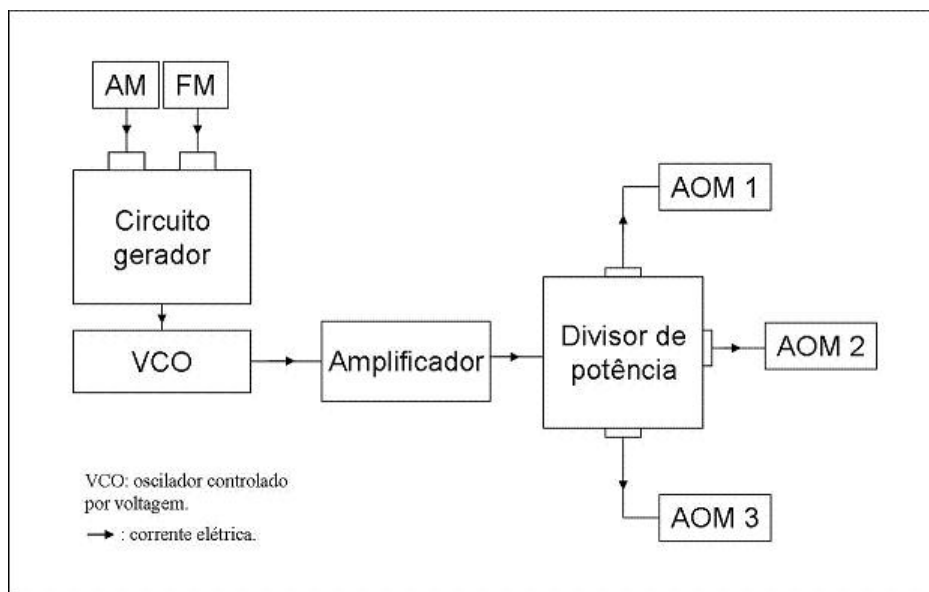 AM
FM
Circuito
gerador
VCO
Amplificador
Divisor de
potência
AOM 1
AOM 2
AOM 3
VCO: oscilador controlado
por voltagem.
: corrente elétrica.